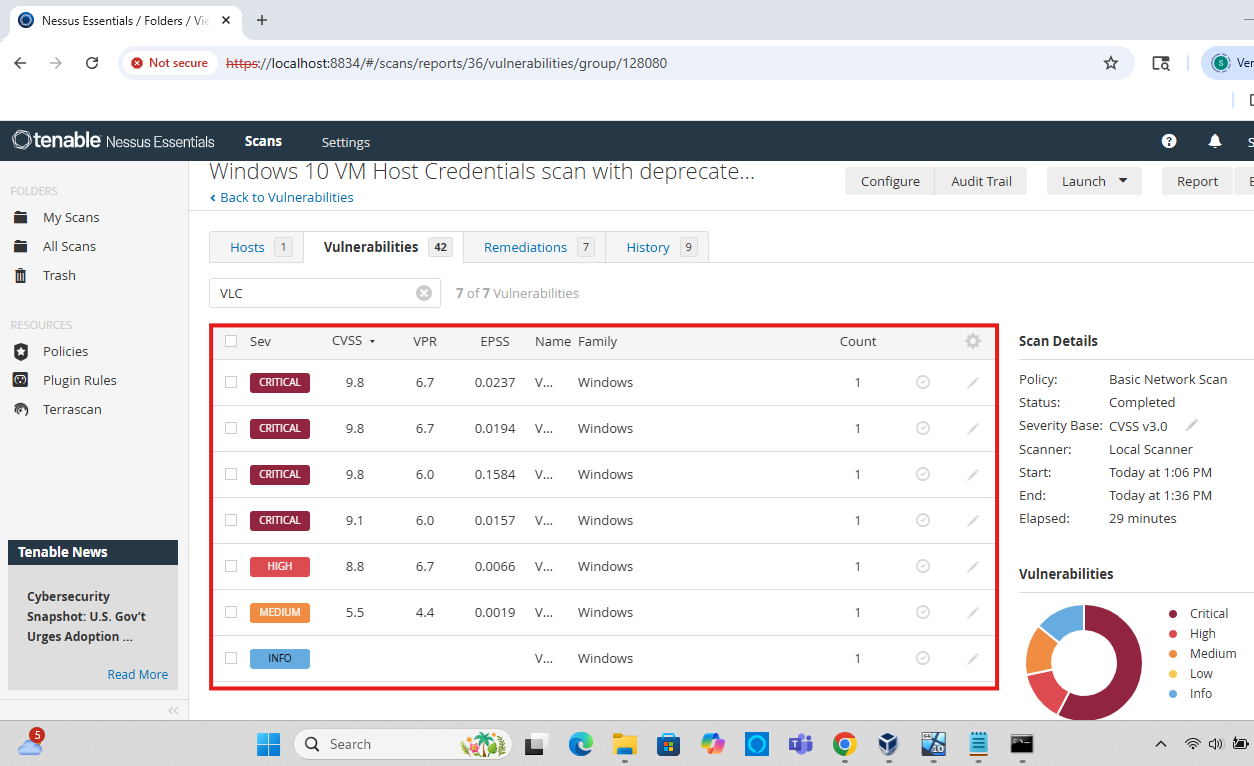 Nessus Essentials / Folders / Vie
Not secure https://localhost:8834/#/scans/reports/36/vulnerabilities/group/128080
S Ver
tenable Nessus Essentials Scans Settings
Windows 10 VM Host Credentials scan with deprecate...
Back to Vulnerabilities
Configure Audit Trail Launch Report
FOLDERS
My Scans
All Scans
Trash
RESOURCES
Policies
Plugin Rules
Terrascan
Tenable News
Cybersecurity
Snapshot: U.S. Gov't
Urges Adoption ...
Read More
Hosts 1 Vulnerabilities 42 Remediations 7 History 9
VLC 7 of 7 Vulnerabilities
Sev CVSS VPR EPSS Name Family Count
CRITICAL 9.8 6.7 0.0237 V... Windows 1
CRITICAL 9.8 6.7 0.0194 V... Windows 1
CRITICAL 9.8 6.0 0.1584 V... Windows 1
CRITICAL 9.1 6.0 0.0157 V... Windows 1
HIGH 8.8 6.7 0.0066 V... Windows 1
MEDIUM 5.5 4.4 0.0019 V... Windows 1
INFO V... Windows 1
Scan Details
Policy: Basic Network Scan
Status: Completed
Severity Base: CVSS v3.0
Scanner: Local Scanner
Start: Today at 1:06 PM
End: Today at 1:36 PM
Elapsed: 29 minutes
Vulnerabilities
Critical
High
Medium
Low
Info
5
Search